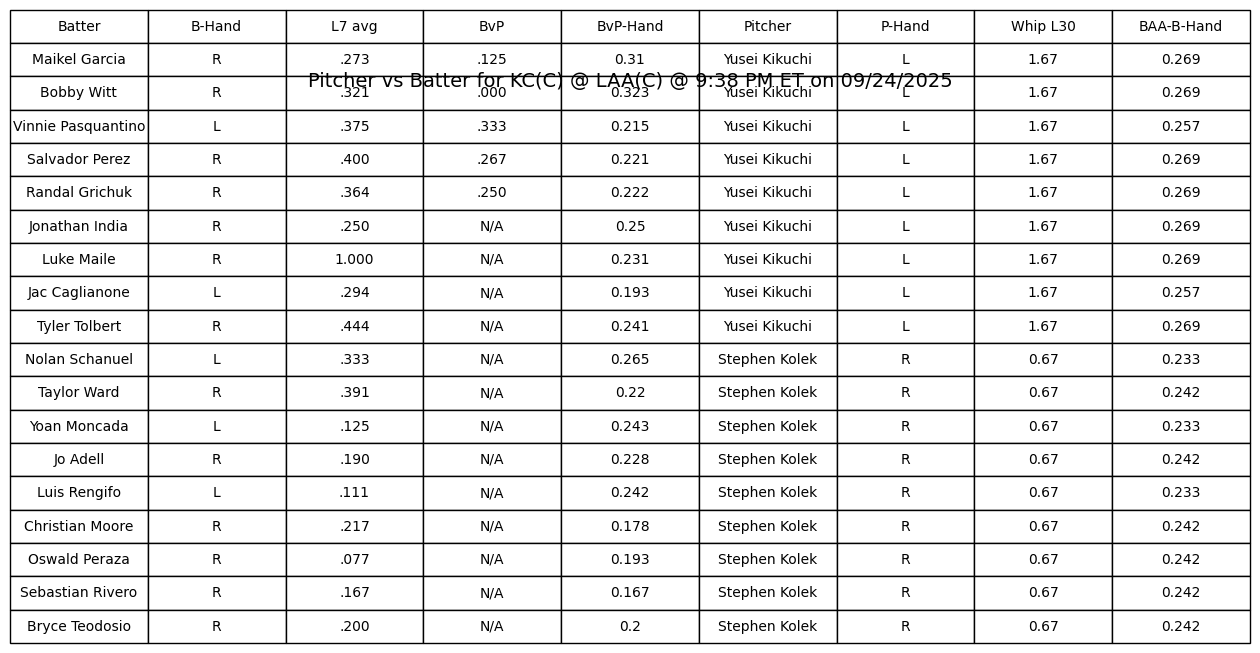 Batter B-Hand L7 avg BvP BvP-Hand Pitcher P-Hand Whip L30 BAA-B-Hand
Maikel Garcia R .273 .125 0.31 Yusei Kikuchi L 1.67 0.269
Pitcher vs Batter for KC(C) @ LAA(C) @ 9:38 PM ET on 09/24/2025
Bobby Witt R .321 .000 0.323 Yusei Kikuchi L 1.67 0.269
Vinnie Pasquantino L .375 .333 0.215 Yusei Kikuchi L 1.67 0.257
Salvador Perez R .400 .267 0.221 Yusei Kikuchi L 1.67 0.269
Randal Grichuk R .364 .250 0.222 Yusei Kikuchi L 1.67 0.269
Jonathan India R .250 N/A 0.25 Yusei Kikuchi L 1.67 0.269
Luke Maile R 1.000 N/A 0.231 Yusei Kikuchi L 1.67 0.269
Jac Caglianone L .294 N/A 0.193 Yusei Kikuchi L 1.67 0.257
Tyler Tolbert R .444 N/A 0.241 Yusei Kikuchi L 1.67 0.269
Nolan Schanuel L .333 N/A 0.265 Stephen Kolek R 0.67 0.233
Taylor Ward R .391 N/A 0.22 Stephen Kolek R 0.67 0.242
Yoan Moncada L .125 N/A 0.243 Stephen Kolek R 0.67 0.233
Jo Adell R .190 N/A 0.228 Stephen Kolek R 0.67 0.242
Luis Rengifo L .111 N/A 0.242 Stephen Kolek R 0.67 0.233
Christian Moore R .217 N/A 0.178 Stephen Kolek R 0.67 0.242
Oswald Peraza R .077 N/A 0.193 Stephen Kolek R 0.67 0.242
Sebastian Rivero R .167 N/A 0.167 Stephen Kolek R 0.67 0.242
Bryce Teodosio R .200 N/A 0.2 Stephen Kolek R 0.67 0.242